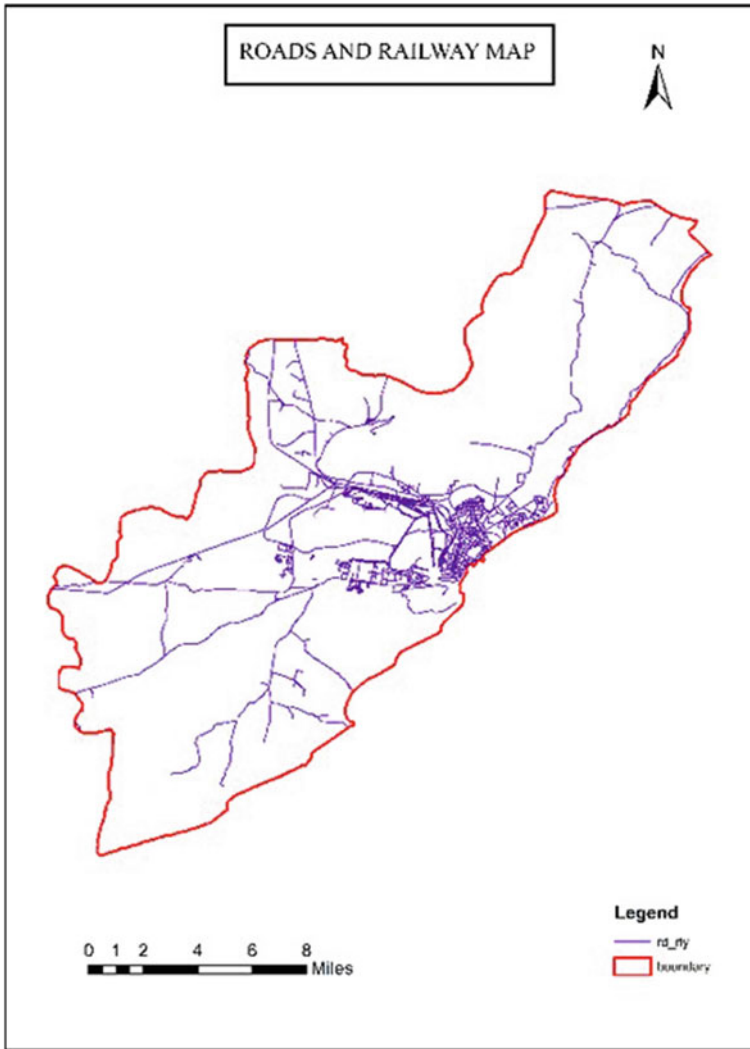 ROADS AND RAILWAY MAP
N
Legend
rd_rly
boundary
0 1 2 4 6 8
Miles